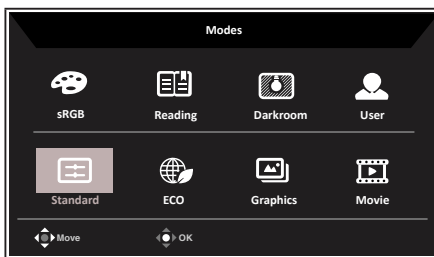 Modes
sRGB Reading Darkroom User
Standard ECO Graphics Movie
Move OK